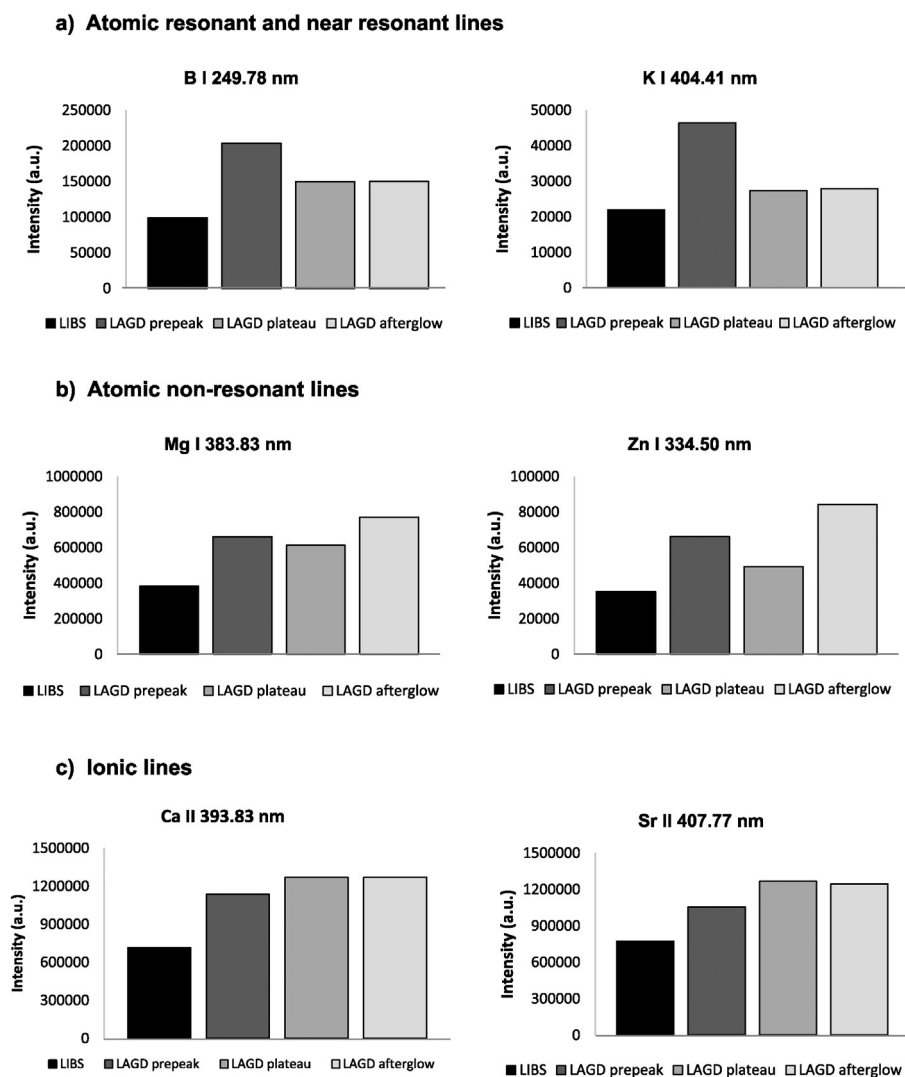 a) Atomic resonant and near resonant lines
B I 249.78 nm
Intensity (a.u.)
250000
200000
150000
100000
50000
0
LIBS LAGD prepeak LAGD plateau LAGD afterglow
K I 404.41 nm
Intensity (a.u.)
50000
40000
30000
20000
10000
0
LIBS LAGD prepeak LAGD plateau LAGD afterglow
b) Atomic non-resonant lines
Mg I 383.83 nm
Intensity (a.u.)
1000000
800000
600000
400000
200000
0
LIBS LAGD prepeak LAGD plateau LAGD afterglow
Zn I 334.50 nm
Intensity (a.u.)
100000
80000
60000
40000
20000
0
LIBS LAGD prepeak LAGD plateau LAGD afterglow
c) Ionic lines
Ca II 393.83 nm
Intensity (a.u.)
1500000
1200000
900000
600000
300000
0
LIBS LAGD prepeak LAGD plateau LAGD afterglow
Sr II 407.77 nm
Intensity (a.u.)
1500000
1200000
900000
600000
300000
0
LIBS LAGD prepeak LAGD plateau LAGD afterglow